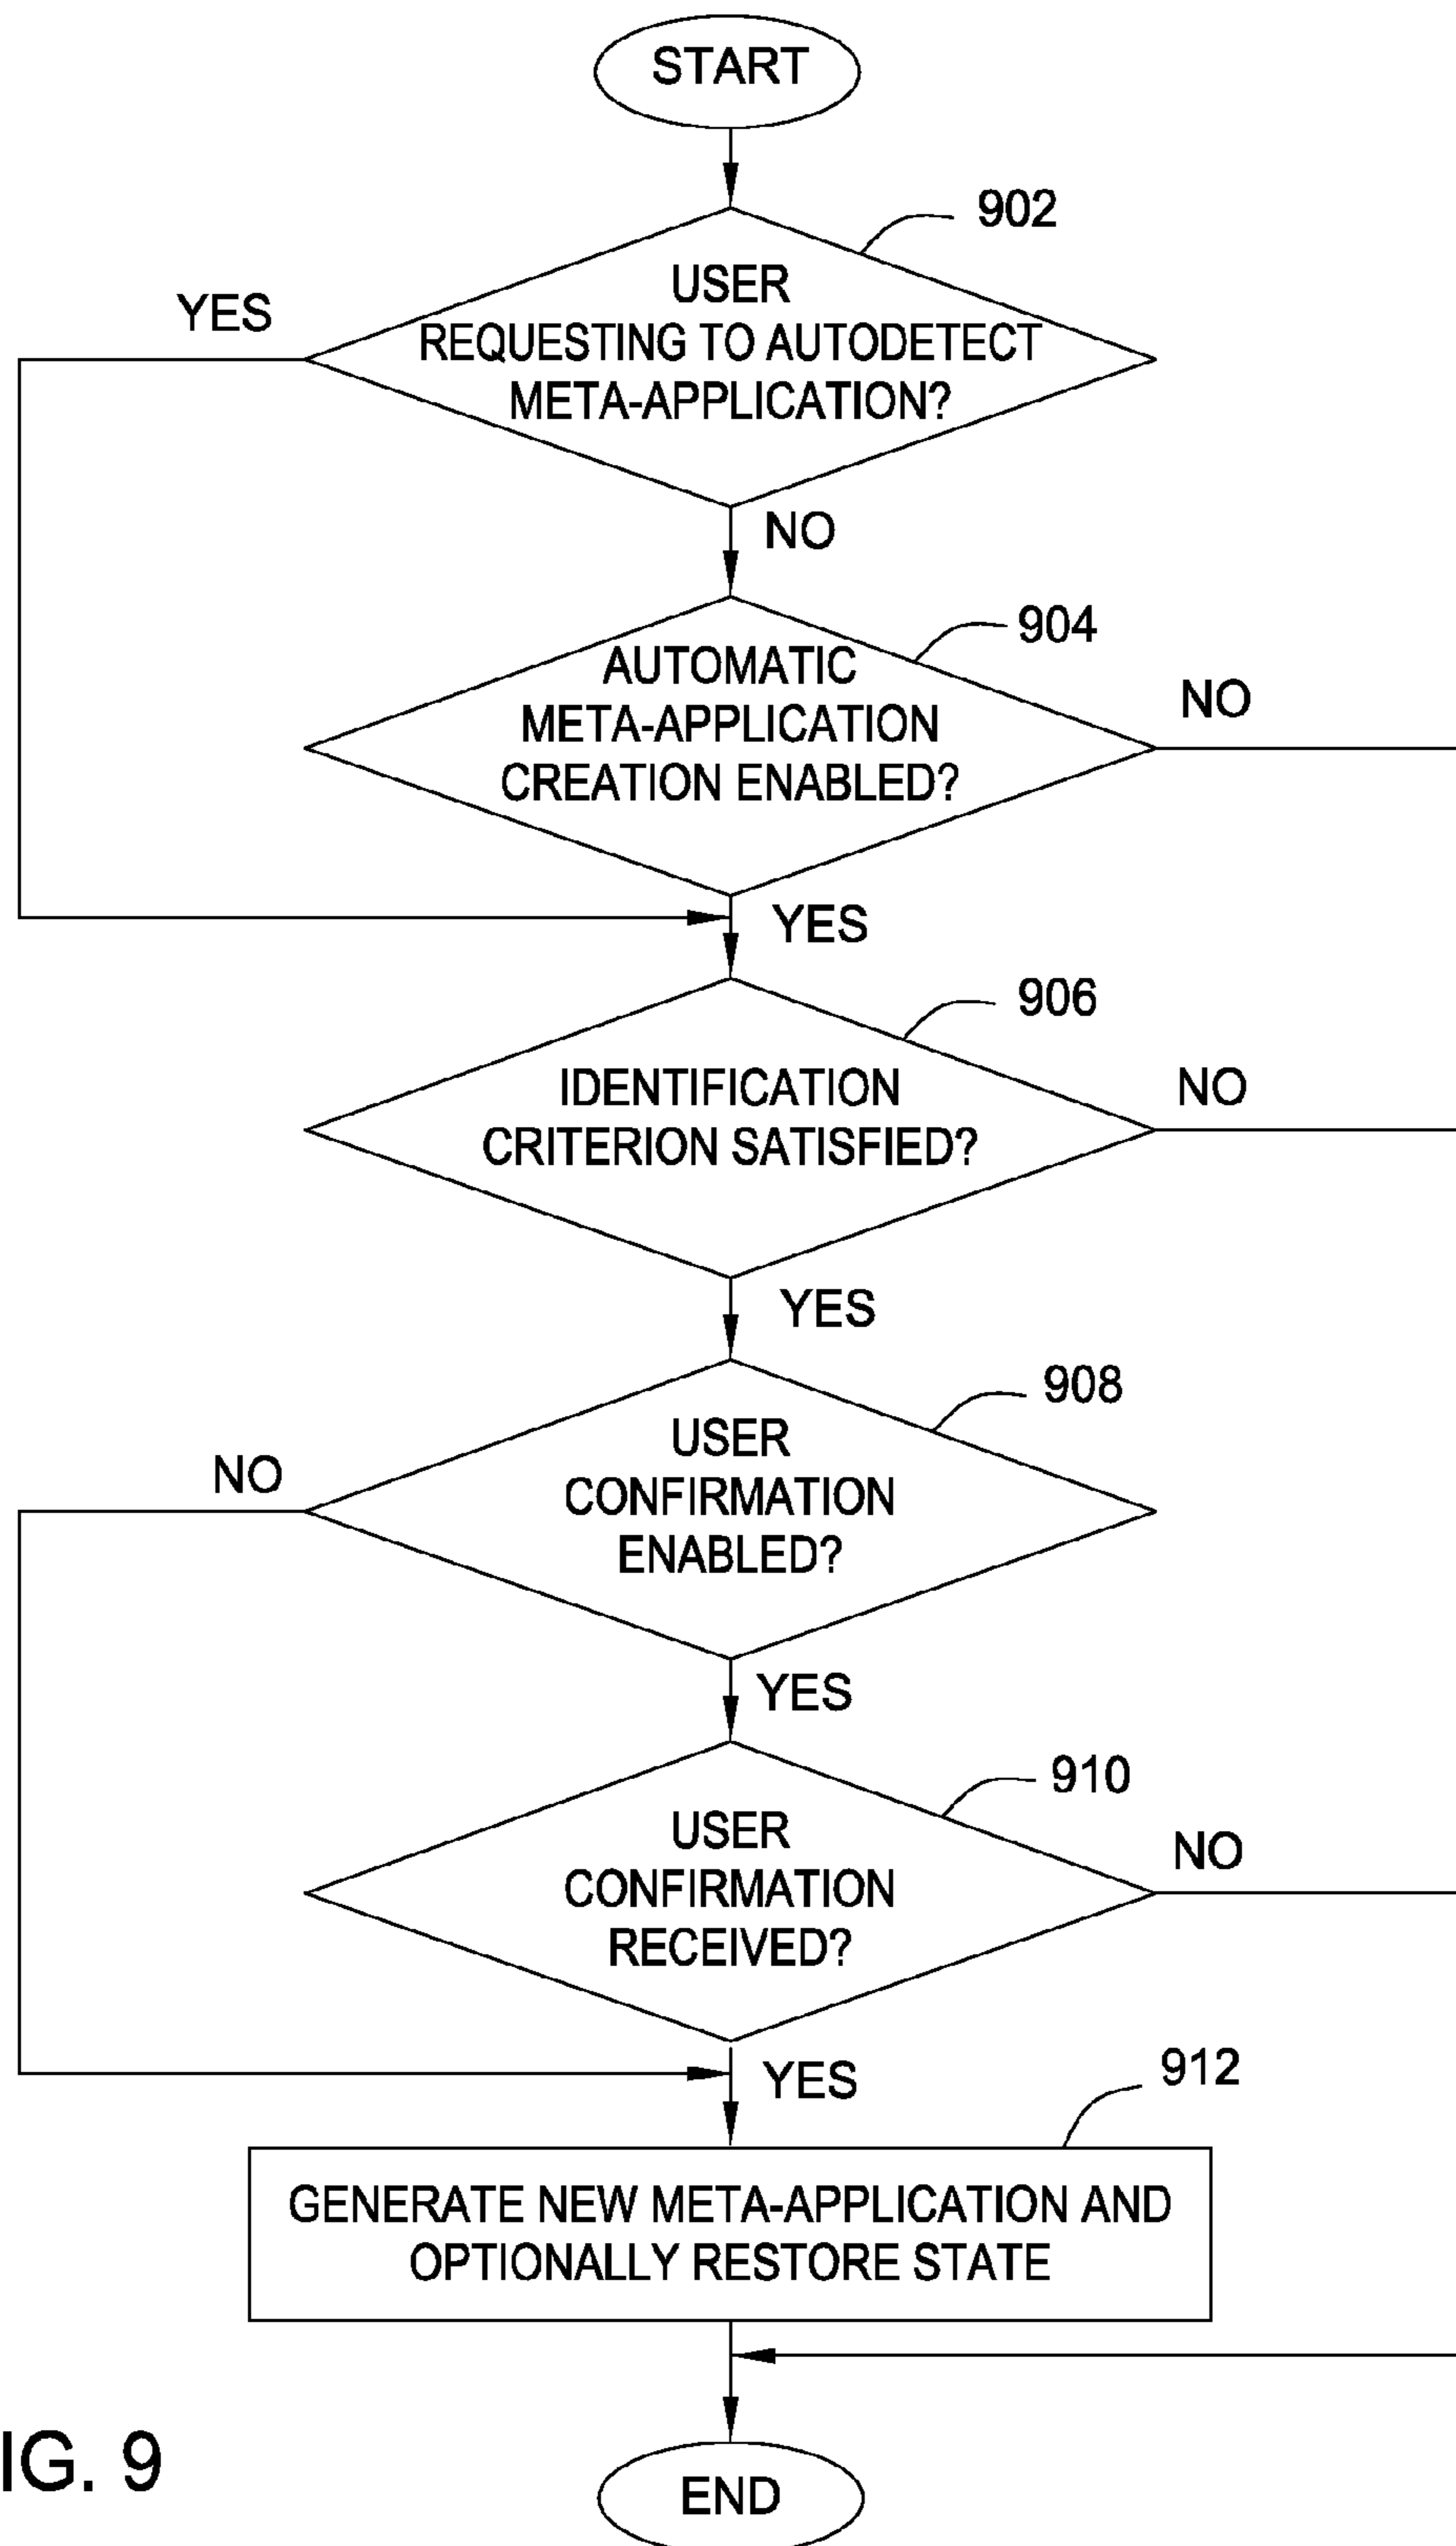 START
902
YES
USER
REQUESTING TO AUTODETECT
META-APPLICATION?
NO
904
AUTOMATIC
META-APPLICATION
CREATION ENABLED?
NO
YES
906
IDENTIFICATION
CRITERION SATISFIED?
NO
YES
908
USER
CONFIRMATION
ENABLED?
NO
YES
910
USER
CONFIRMATION
RECEIVED?
NO
YES
912
GENERATE NEW META-APPLICATION AND
OPTIONALLY RESTORE STATE
IG. 9
END